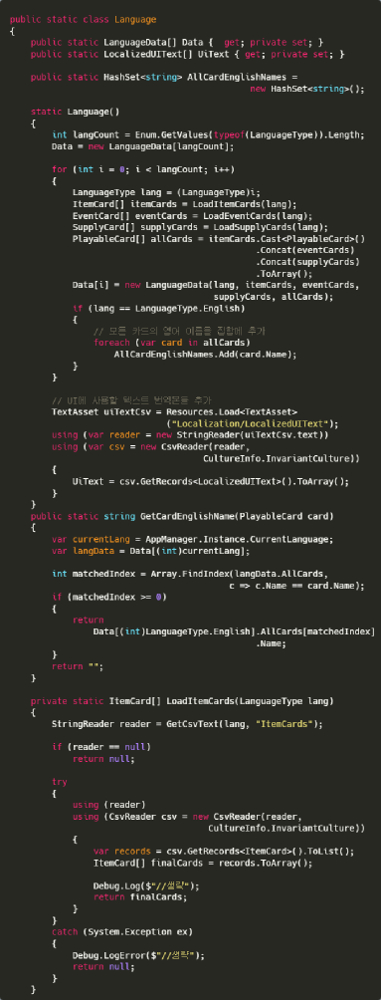 public static class Language
{
    public static LanguageData[] Data {  get; private set; }
    public static LocalizedUIText[] UiText { get; private set; }

    public static HashSet<string> AllCardEnglishNames =
                                        new HashSet<string>();

    static Language()
    {
        int langCount = Enum.GetValues(typeof(LanguageType)).Length;
        Data = new LanguageData[langCount];

        for (int i = 0; i < langCount; i++)
        {
            LanguageType lang = (LanguageType)i;
            ItemCard[] itemCards = LoadItemCards(lang);
            EventCard[] eventCards = LoadEventCards(lang);
            SupplyCard[] supplyCards = LoadSupplyCards(lang);
            PlayableCard[] allCards = itemCards.Cast<PlayableCard>()
                                              .Concat(eventCards)
                                              .Concat(supplyCards)
                                              .ToArray();
            Data[i] = new LanguageData(lang, itemCards, eventCards,
                                      supplyCards, allCards);
            if (lang == LanguageType.English)
            {
                // 모든 카드의 영어 이름을 집합에 추가
                foreach (var card in allCards)
                    AllCardEnglishNames.Add(card.Name);
            }
        }

        // UI에 사용할 텍스트 번역본들 추가
        TextAsset uiTextCsv = Resources.Load<TextAsset>
                              ("Localization/LocalizedUIText");
        using (var reader = new StringReader(uiTextCsv.text))
        using (var csv = new CsvReader(reader,
                                    CultureInfo.InvariantCulture))
        {
            UiText = csv.GetRecords<LocalizedUIText>().ToArray();
        }
    }
    public static string GetCardEnglishName(PlayableCard card)
    {
        var currentLang = AppManager.Instance.CurrentLanguage;
        var langData = Data[(int)currentLang];

        int matchedIndex = Array.FindIndex(langData.AllCards,
                                          c => c.Name == card.Name);
        if (matchedIndex >= 0)
        {
            return
                Data[(int)LanguageType.English].AllCards[matchedIndex]
                                              .Name;
        }
        return "";
    }

    private static ItemCard[] LoadItemCards(LanguageType lang)
    {
        StringReader reader = GetCsvText(lang, "ItemCards");

        if (reader == null)
            return null;

        try
        {
            using (reader)
            using (CsvReader csv = new CsvReader(reader,
                                      CultureInfo.InvariantCulture))
            {
                var records = csv.GetRecords<ItemCard>().ToList();
                ItemCard[] finalCards = records.ToArray();

                Debug.Log($"//생략");
                return finalCards;
            }
        }
        catch (System.Exception ex)
        {
            Debug.LogError($"//생략");
            return null;
        }
    }